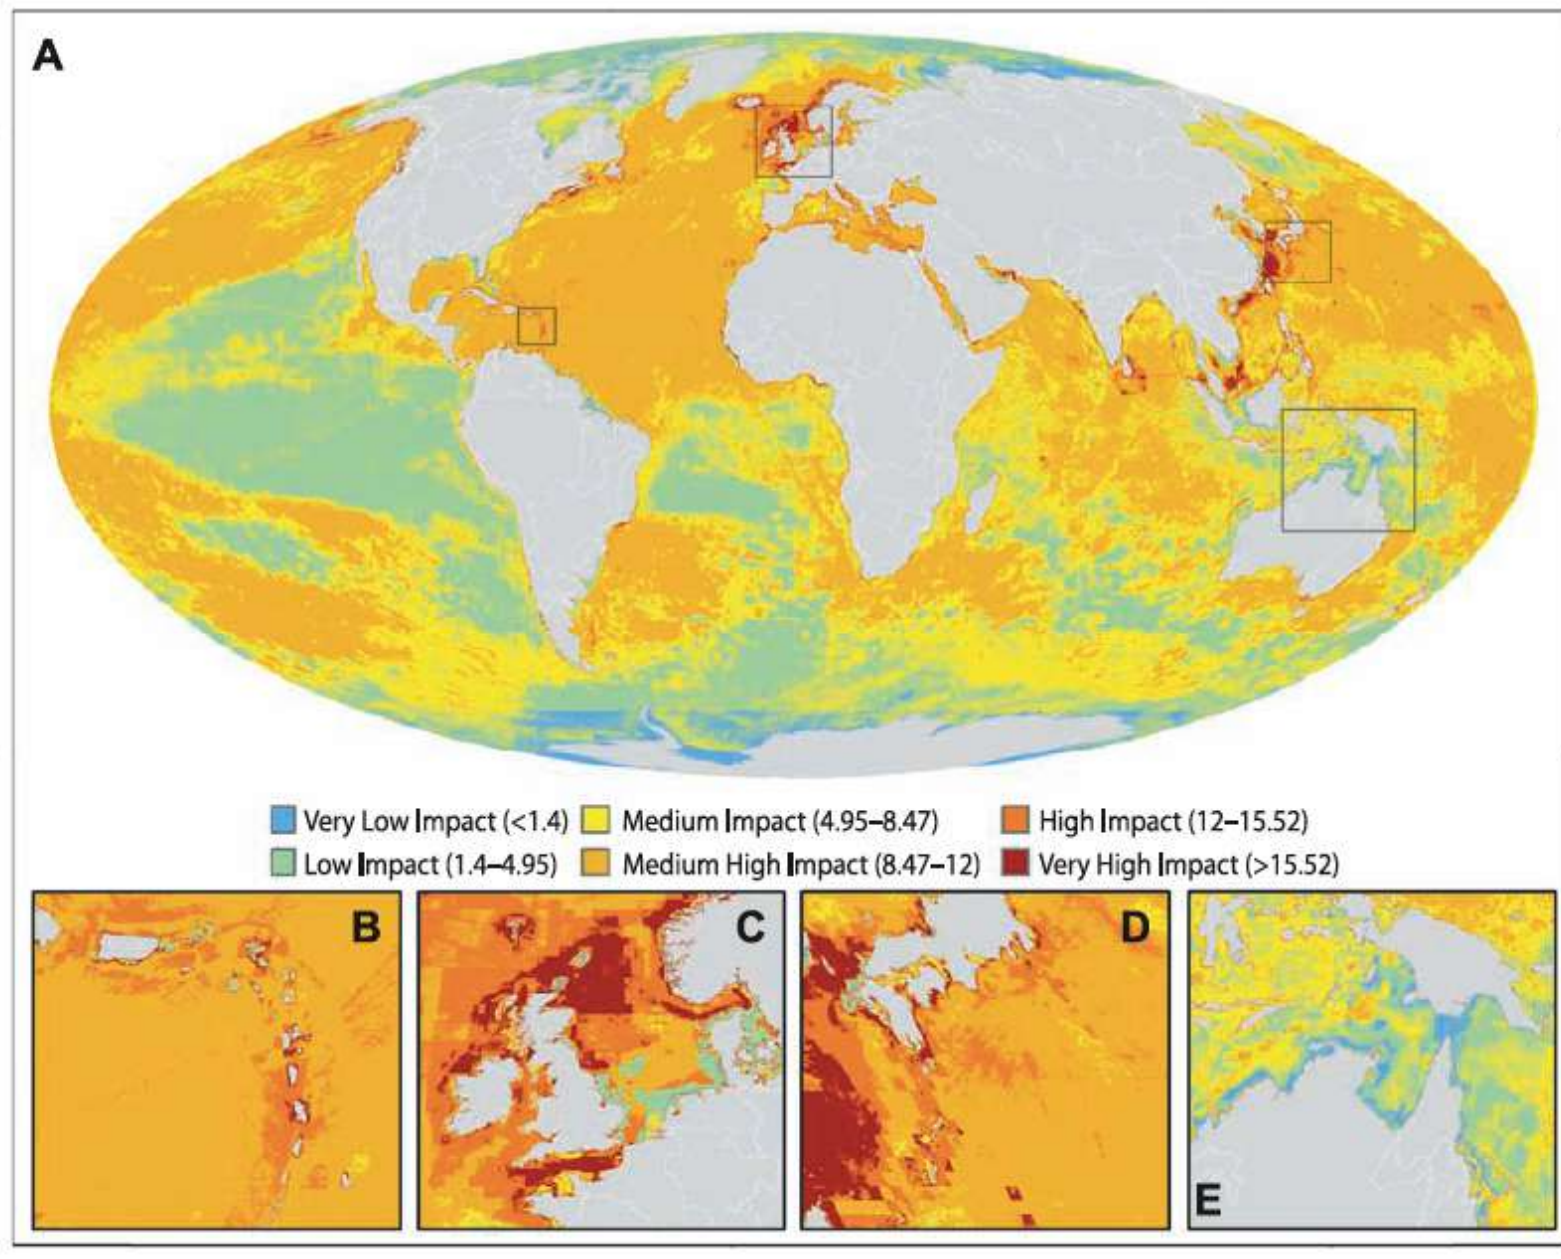 A
Very Low Impact (<1.4) Medium Impact (4.95–8.47) High Impact (12–15.52)
Low Impact (1.4–4.95) Medium High Impact (8.47–12) Very High Impact (>15.52)
B C D E